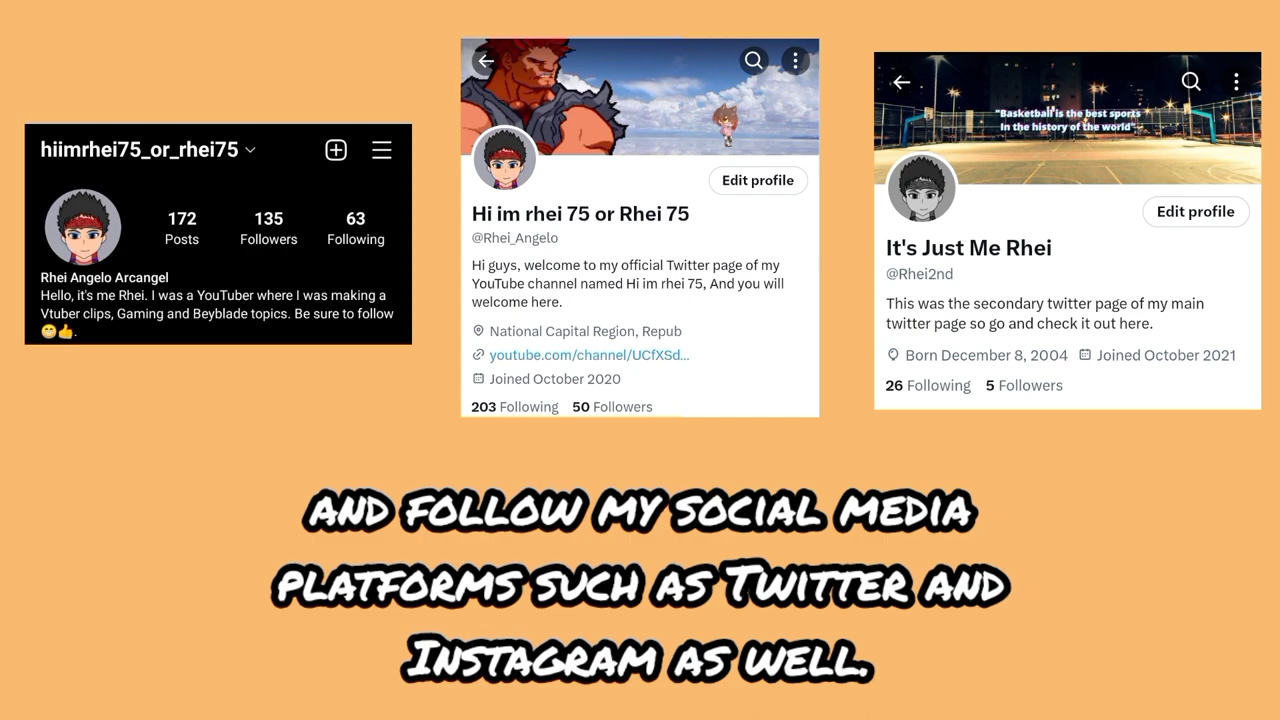 hiimrhei75_or_rhei75
172 135 63
Posts Followers Following
Rhei Angelo Arcangel
Hello, it's me Rhei. I was a YouTuber where I was making a
Vtuber clips, Gaming and Beyblade topics. Be sure to follow
😁👍.
Edit profile
Hi im rhei 75 or Rhei 75
@Rhei_Angelo
Hi guys, welcome to my official Twitter page of my
YouTube channel named Hi im rhei 75, And you will
welcome here.
National Capital Region, Repub
youtube.com/channel/UCfXSd...
Joined October 2020
203 Following 50 Followers
"Basketball is the best sports
In the history of the world"
Edit profile
It's Just Me Rhei
@Rhei2nd
This was the secondary twitter page of my main
twitter page so go and check it out here.
Born December 8, 2004 Joined October 2021
26 Following 5 Followers
and follow my social media
platforms such as Twitter and
Instagram as well.